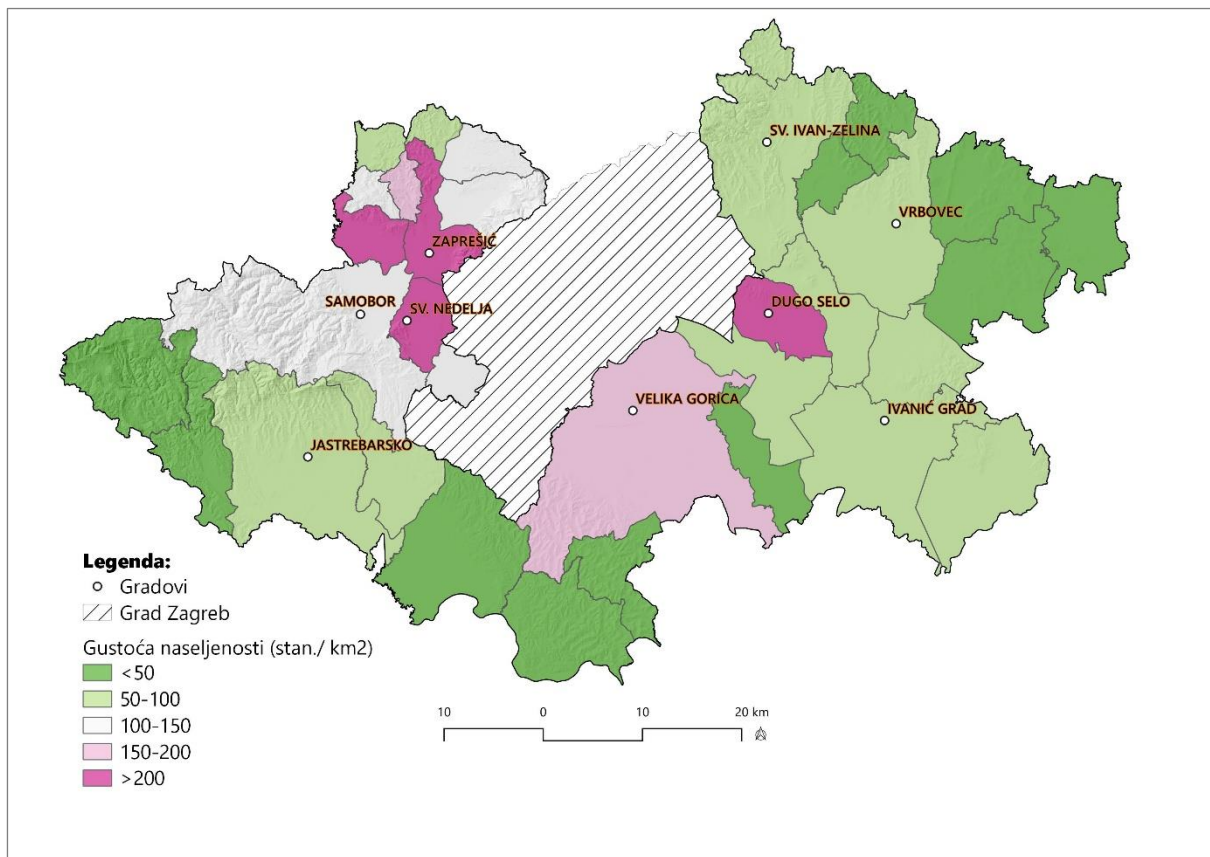 SV. IVAN-ZELINA
VRBOVEC
ZAPREŠIĆ
SAMOBOR
SV. NEDELJA
DUGO SELO
VELIKA GORICA
IVANIĆ GRAD
JASTREBARSKO
Legenda:
Gradovi
Grad Zagreb
Gustoća naseljenosti (stan./ km2)
<50
50-100
100-150
150-200
>200
10 0 10 20 km